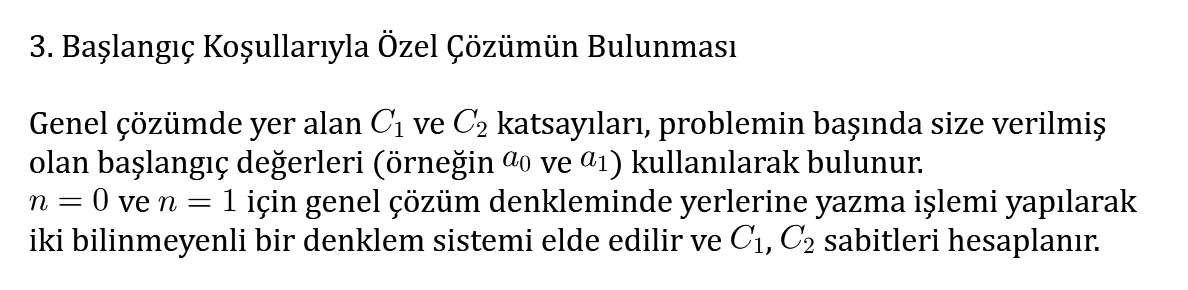 3. Başlangıç Koşullarıyla Özel Çözümün Bulunması
Genel çözümde yer alan C₁ ve C₂ katsayıları, problemin başında size verilmiş
olan başlangıç değerleri (örneğin a₀ ve a₁) kullanılarak bulunur.
n = 0 ve n = 1 için genel çözüm denkleminde yerlerine yazma işlemi yapılarak
iki bilinmeyenli bir denklem sistemi elde edilir ve C₁, C₂ sabitleri hesaplanır.